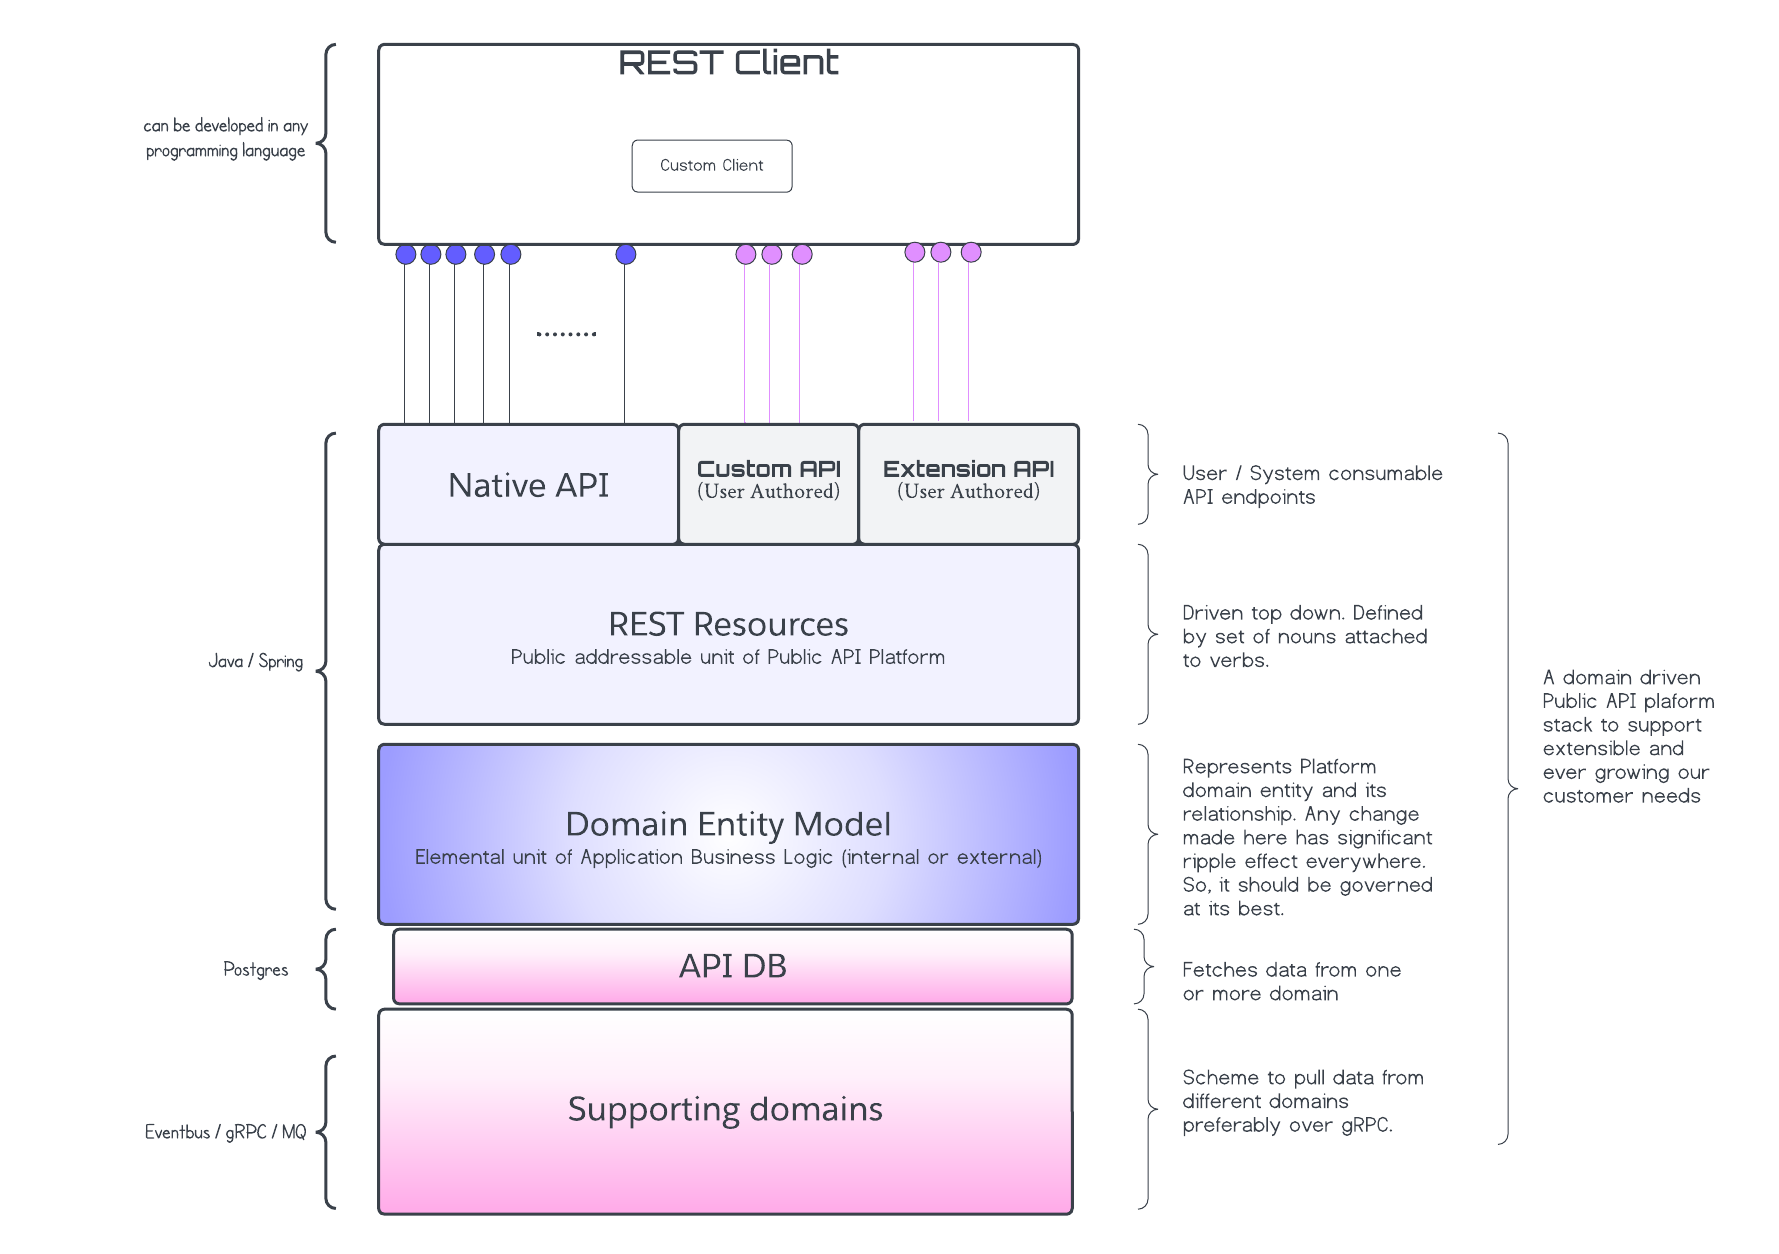 REST Client
can be developed in any
programming language
Custom Client
Native API
Custom API
(User Authored)
Extension API
(User Authored)
User / System consumable
API endpoints
Java / Spring
REST Resources
Public addressable unit of Public API Platform
Driven top down. Defined
by set of nouns attached
to verbs.
Domain Entity Model
Elemental unit of Application Business Logic (internal or external)
Represents Platform
domain entity and its
relationship. Any change
made here has significant
ripple effect everywhere.
So, it should be governed
at its best.
A domain driven
Public API plaform
stack to support
extensible and
ever growing our
customer needs
Postgres
API DB
Fetches data from one
or more domain
Eventbus / gRPC / MQ
Supporting domains
Scheme to pull data from
different domains
preferably over gRPC.